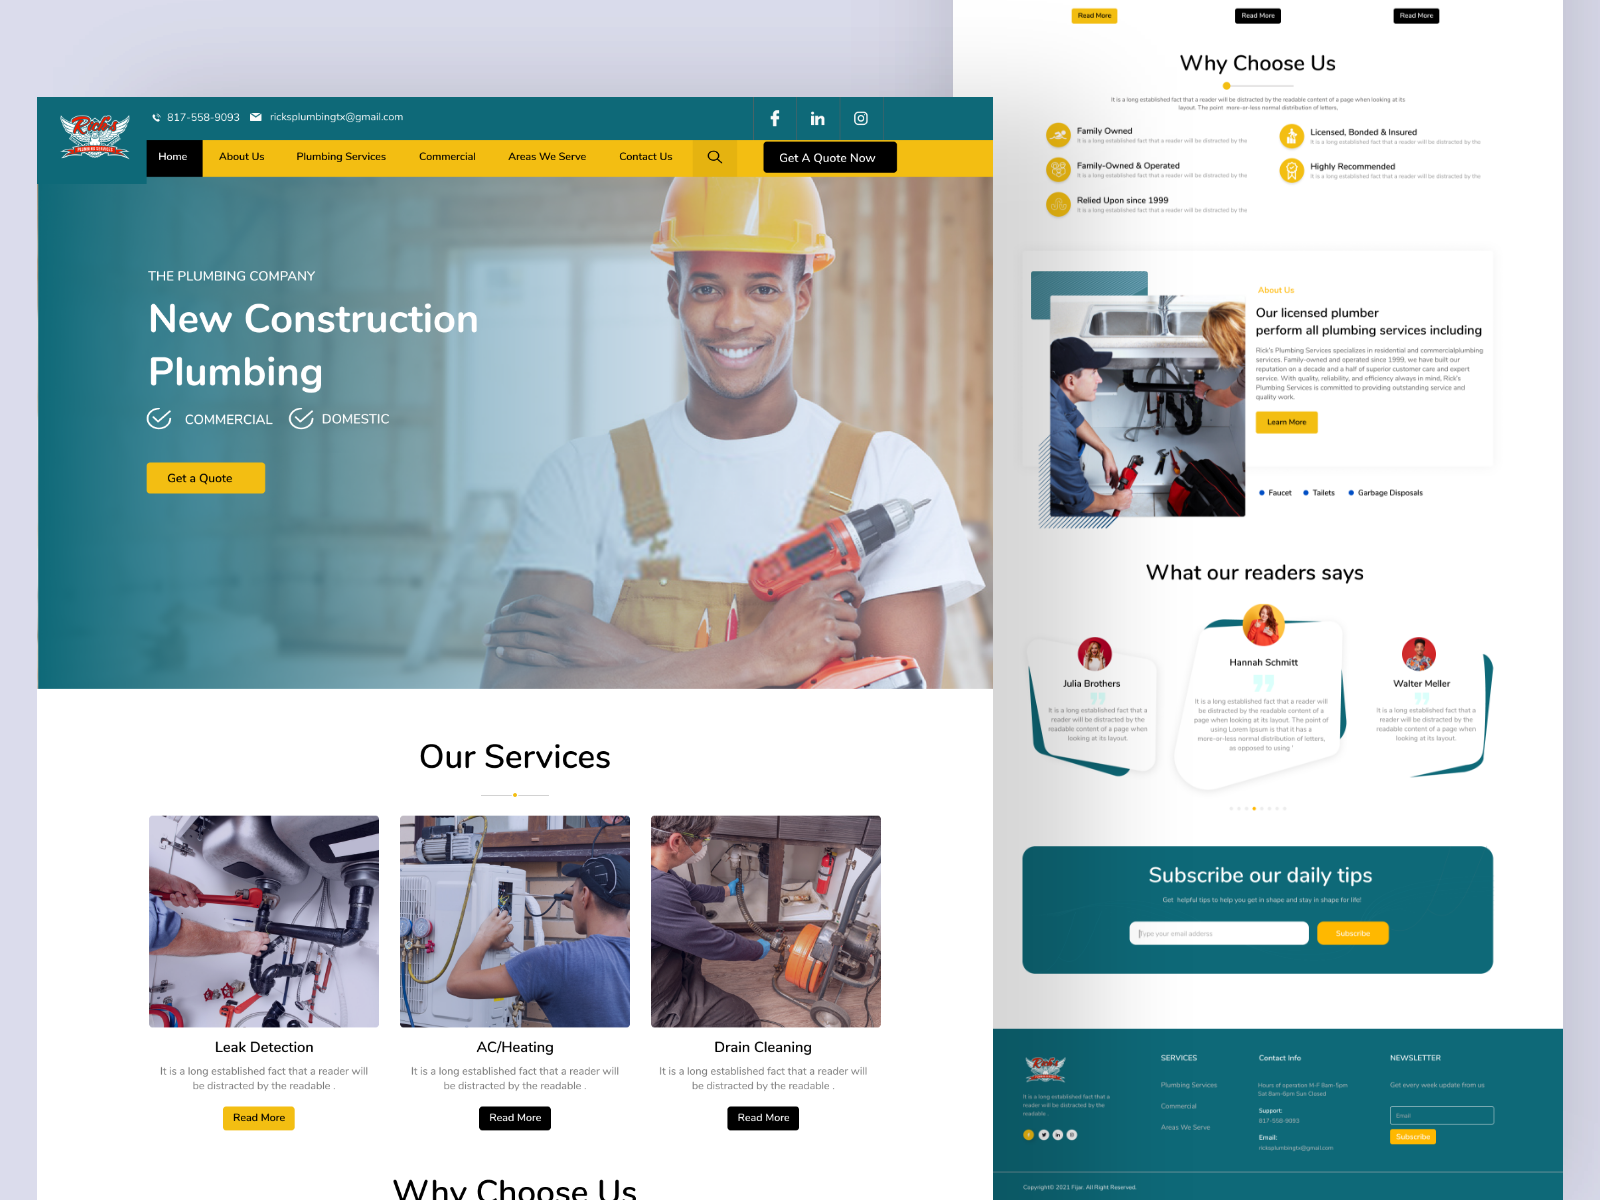 Rick's
PLUMBING SERVICES
817-558-9093
ricksplumbingtx@gmail.com
Home
About Us
Plumbing Services
Commercial
Areas We Serve
Contact Us
Get A Quote Now
THE PLUMBING COMPANY
New Construction
Plumbing
COMMERCIAL
DOMESTIC
Get a Quote
Our Services
Leak Detection
It is a long established fact that a reader will
be distracted by the readable .
Read More
AC/Heating
It is a long established fact that a reader will
be distracted by the readable .
Read More
Drain Cleaning
It is a long established fact that a reader will
be distracted by the readable .
Read More
Why Choose Us
Read More
Read More
Read More
Why Choose Us
It is a long established fact that a reader will be distracted by the readable content of a page when looking at its
layout. The point more-or-less normal distribution of letters,
Family Owned
It is a long established fact that a reader will be distracted by the
Licensed, Bonded & Insured
It is a long established fact that a reader will be distracted by the
Family-Owned & Operated
It is a long established fact that a reader will be distracted by the
Highly Recommended
It is a long established fact that a reader will be distracted by the
Relied Upon since 1999
It is a long established fact that a reader will be distracted by the
About Us
Our licensed plumber
perform all plumbing services including
Rick's Plumbing Services specializes in residential and commercialplumbing
services. Family-owned and operated since 1999, we have built our
reputation on a decade and a half of superior customer care and expert
service. With quality, reliability, and efficiency always in mind, Rick's
Plumbing Services is committed to providing outstanding service and
quality work.
Learn More
Faucet
Tailets
Garbage Disposals
What our readers says
Julia Brothers
It is a long established fact that a
reader will be distracted by the
readable content of a page when
looking at its layout.
Hannah Schmitt
It is a long established fact that a reader will
be distracted by the readable content of a
page when looking at its layout. The point of
using Lorem Ipsum is that it has a
more-or-less normal distribution of letters,
as opposed to using '
Walter Meller
It is a long established fact that a
reader will be distracted by the
readable content of a page when
looking at its layout.
Subscribe our daily tips
Get helpful tips to help you get in shape and stay in shape for life!
Type your email address
Subscribe
Rick's
It is a long established fact that a
reader will be distracted by the
readable
SERVICES
Plumbing Services
Commercial
Areas We Serve
Contact Info
Hours of operation M-F 8am-5pm
Sat 8am-6pm Sun Closed
Support:
817-558-9093
Email:
ricksplumbingtx@gmail.com
NEWSLETTER
Get every week update from us
Email
Subscribe
Copyright© 2021 Fijar. All Right Reserved.